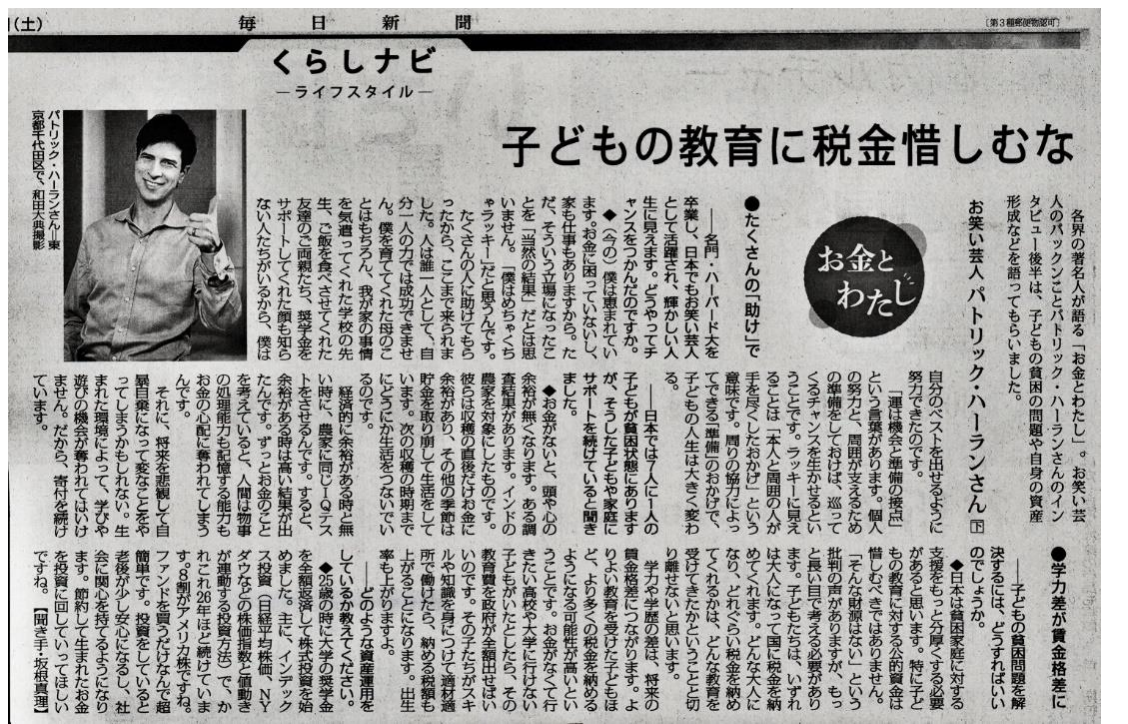 (土)
毎日新聞
〔第3種郵便物認可〕
くらしナビ
―ライフスタイル―
子どもの教育に税金惜しむな
各界の著名人が語る「お金とわたし」。お笑い芸
人のパックンことパトリック・ハーランさんのイン
タビュー後半は、子どもの貧困の問題や自身の資産
形成などを語ってもらいました。
お笑い芸人 パトリック・ハーランさん 下
お金と
わたし
パトリック・ハーランさん＝東
京都千代田区で、和田大典撮影
●たくさんの「助け」で
――名門・ハーバード大を
卒業し、日本でもお笑い芸人
として活躍され、輝かしい人
生に見えます。どうやってチ
ャンスをつかんだのですか。
◆（今の）僕は恵まれてい
ます。お金に困っていないし、
家も仕事もありますから。た
だ、そういう立場になったこ
とを「当然の結果」だとは思
いません。「僕はめちゃくち
ゃラッキー」だと思うんです。
たくさんの人に助けてもら
ったから、ここまで来られま
した。人は誰一人として、自
分一人の力では成功できませ
ん。僕を育ててくれた母のこ
とはもちろん、我が家の事情
を気遣ってくれた学校の先
生、ご飯を食べさせてくれた
友達のご両親たち、奨学金を
サポートしてくれた顔も知ら
ない人たちがいるから、僕は
自分のベストを出せるように
努力できたのです。
「運は機会と準備の接点」
という言葉があります。個人
の努力と、周囲が支えるため
の準備をしておけば、巡って
くるチャンスを生かせるとい
うことです。ラッキーに見え
ることは「本人と周囲の人が
手を尽くしたおかげ」という
意味です。周りの協力によっ
てできる「準備」のおかげで、
子どもの人生は大きく変わ
る。
――日本では7人に1人の
子どもが貧困状態にあります
が、そうした子どもや家庭に
サポートを続けていると聞き
ました。
◆お金がないと、頭や心の
余裕が無くなります。ある調
査結果があります。インドの
農家を対象にしたものです。
彼らは収穫の直後だけお金に
余裕があり、その他の季節は
貯金を取り崩して生活をして
います。次の収穫の時期まで
にどうにか生活をつないでい
るのです。
経済的に余裕がある時と無
い時に、農家に同じＩＱテス
トをさせるんです。すると、
余裕がある時は高い結果が出
たんです。ずっとお金のこと
を考えていると、人間は物事
の処理能力も記憶する能力も
お金の心配に奪われてしまう
んです。
それに、将来を悲観して自
暴自棄になって変なことをや
ってしまうかもしれない。生
まれた環境によって、学びや
遊びの機会が奪われてはいけ
ません。だから、寄付を続け
ています。
●学力差が賃金格差に
――子どもの貧困問題を解
決するには、どうすればいい
のでしょうか。
◆日本は貧困家庭に対する
支援をもっと分厚くする必要
があると思います。特に子ど
もの教育に対する公的資金は
惜しむべきではありません。
「そんな財源はない」という
批判の声がありますが、もっ
と長い目で考える必要があり
ます。子どもたちは、いずれ
は大人になって国に税金を納
めてくれます。どんな大人に
なり、どれぐらい税金を納め
てくれるかは、どんな教育を
受けてきたかということと切
り離せないと思います。
学力や学歴の差は、将来の
賃金格差につながります。よ
りよい教育を受けた子どもほ
ど、より多くの税金を納める
ようになる可能性が高いとい
うことです。お金がなくて行
きたい高校や大学に行けない
子どもがいたとしたら、その
教育費を政府が全額出せばい
いのです。その子たちがスキ
ルや知識を身につけて適材適
所で働けたら、納める税額も
上がることになります。出生
率も上がりますよ。
――どのような資産運用を
しているか教えてください。
◆25歳の時に大学の奨学金
を全額返済して株式投資を始
めました。主に、インデック
ス投資（日経平均株価、ＮＹ
ダウなどの株価指数と値動き
が連動する投資方法）で、か
れこれ26年ほど続けていま
す。8割がアメリカ株ですね。
ファンドを買うだけなんで超
簡単です。投資をしていると
老後が少し安心になるし、社
会に関心を持てるようになり
ます。節約して生まれたお金
を投資に回していってほしい
ですね。【聞き手・坂根真理】